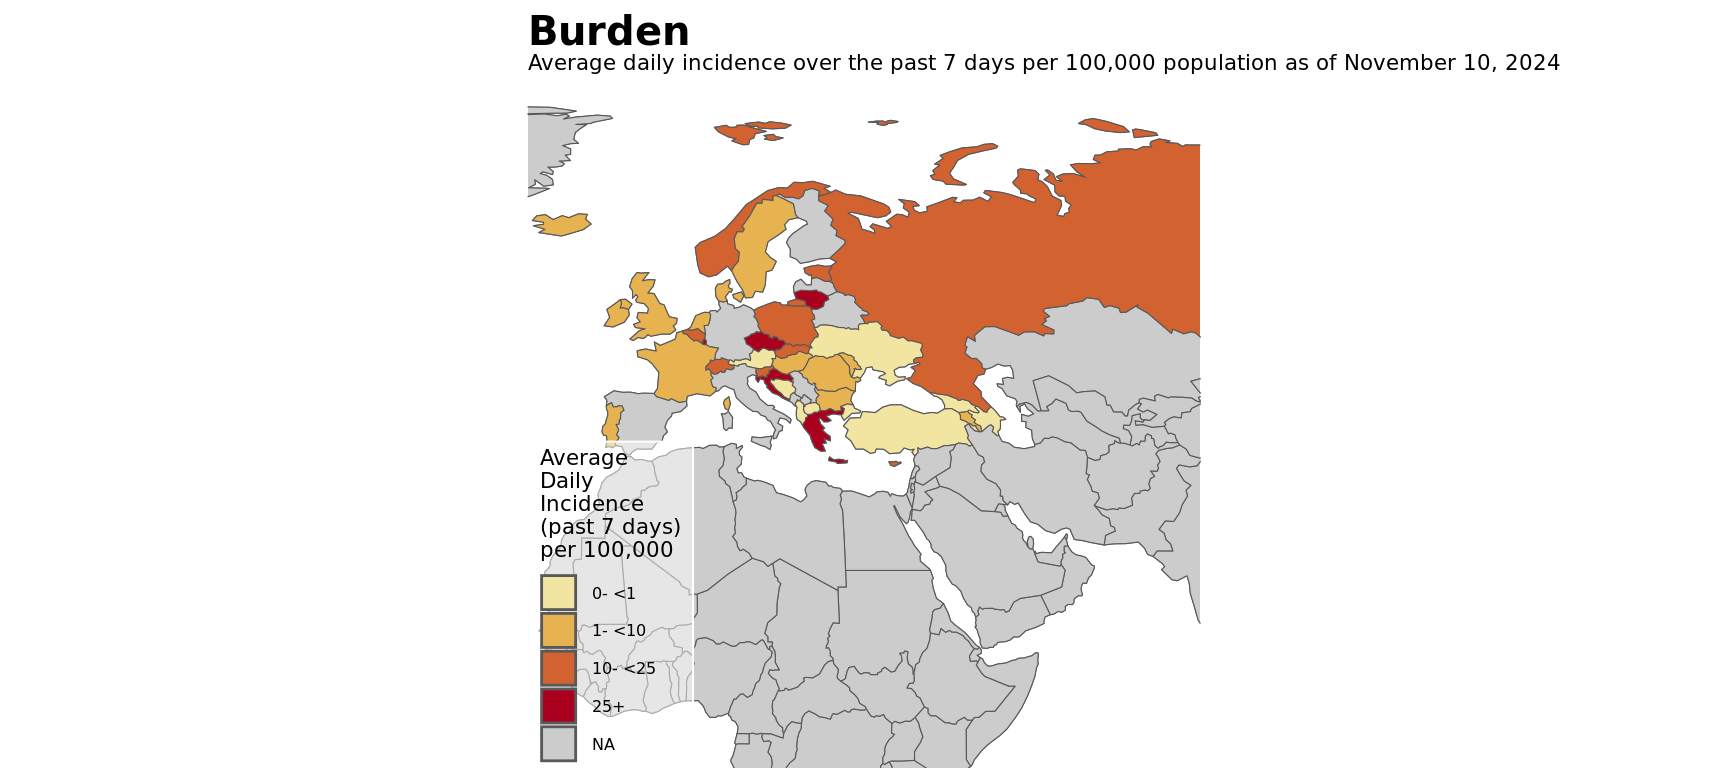 Burden
Average daily incidence over the past 7 days per 100,000 population as of November 10, 2024
Average
Daily
Incidence
(past 7 days)
per 100,000
0- <1
1- <10
10- <25
25+
NA